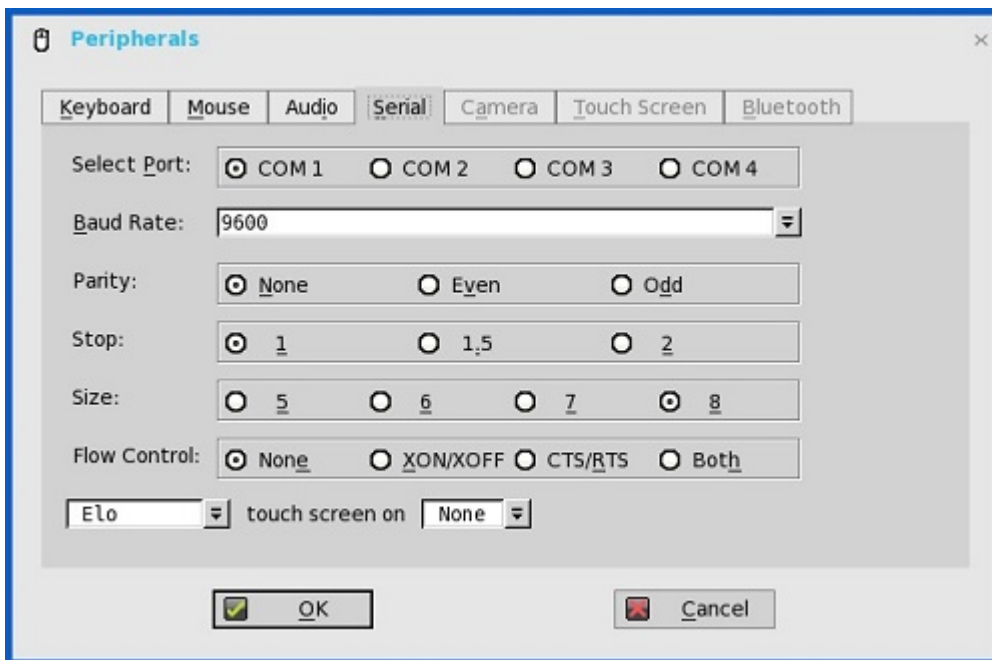 Peripherals
Keyboard Mouse Audio Serial Camera Touch Screen Bluetooth
Select Port: COM 1 COM 2 COM 3 COM 4
Baud Rate: 9600
Parity: None Even Odd
Stop: 1 1.5 2
Size: 5 6 7 8
Flow Control: None XON/XOFF CTS/RTS Both
Elo touch screen on None
OK Cancel